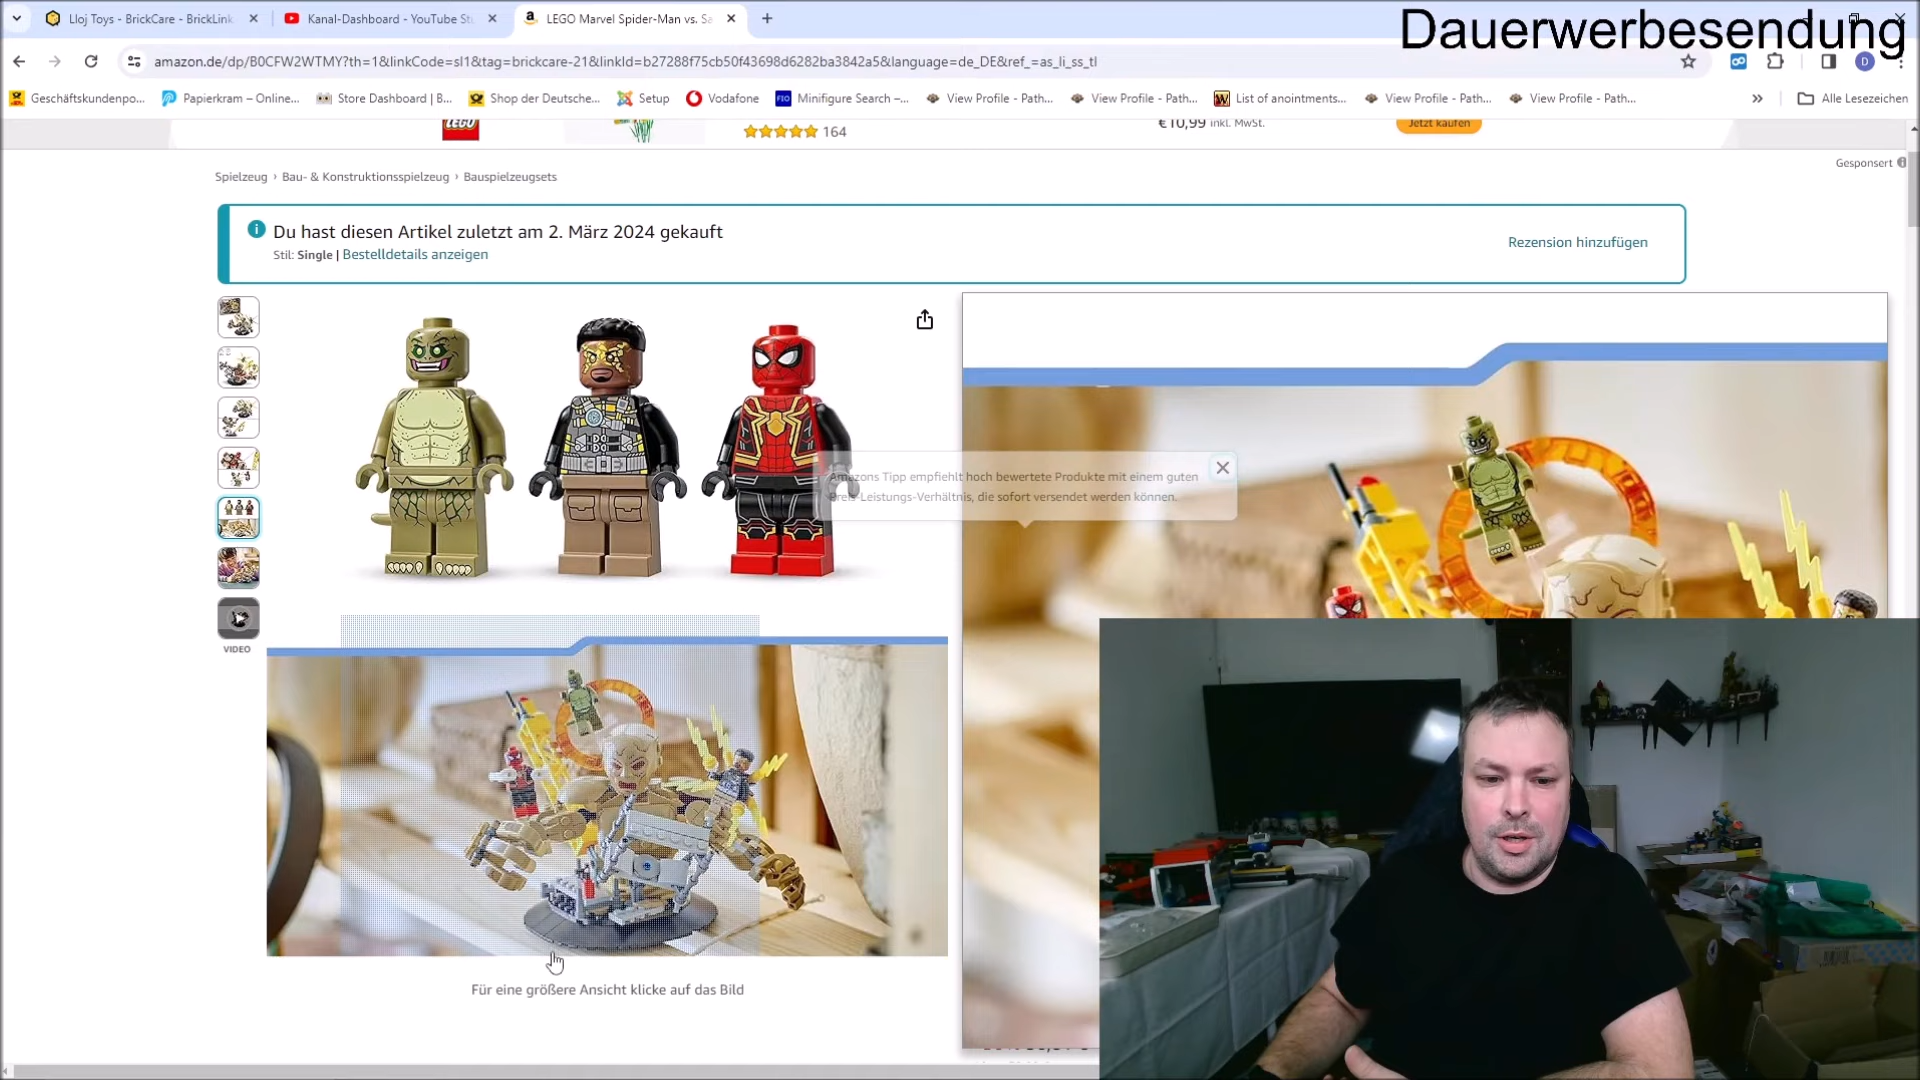 Lloj Toys - BrickCare - BrickLink
Kanal-Dashboard - YouTube St
LEGO Marvel Spider-Man vs. Sa
Dauerwerbesendung
amazon.de/dp/B0CFW2WTMY?th=1&linkCode=sl1&tag=brickcare-21&linkId=b27288f75cb50f43698d6282ba3842a5&language=de_DE&ref_=as_li_ss_tl
Geschäftskundenpo...
Papierkram – Online...
Store Dashboard | B...
Shop der Deutsche...
Setup
Vodafone
Minifigure Search –...
View Profile - Path...
View Profile - Path...
List of anointments...
View Profile - Path...
View Profile - Path...
Alle Lesezeichen
LEGO
164
€10,99 inkl. MwSt.
Jetzt kaufen
Gesponsert
Spielzeug › Bau- & Konstruktionsspielzeug › Bauspielzeugsets
Du hast diesen Artikel zuletzt am 2. März 2024 gekauft
Stil: Single | Bestelldetails anzeigen
Rezension hinzufügen
Amazons Tipp empfiehlt hoch bewertete Produkte mit einem guten
Preis-Leistungs-Verhältnis, die sofort versendet werden können.
VIDEO
Für eine größere Ansicht klicke auf das Bild